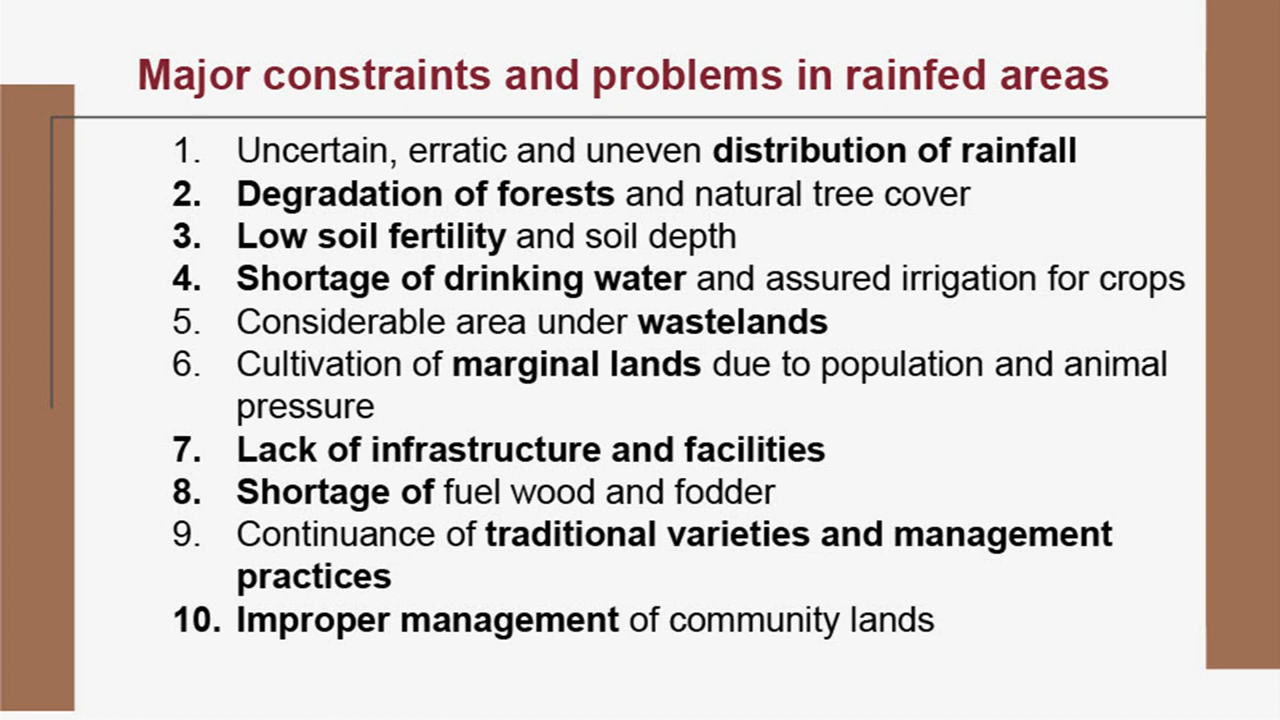 Major constraints and problems in rainfed areas
1. Uncertain, erratic and uneven distribution of rainfall
2. Degradation of forests and natural tree cover
3. Low soil fertility and soil depth
4. Shortage of drinking water and assured irrigation for crops
5. Considerable area under wastelands
6. Cultivation of marginal lands due to population and animal
pressure
7. Lack of infrastructure and facilities
8. Shortage of fuel wood and fodder
9. Continuance of traditional varieties and management
practices
10. Improper management of community lands